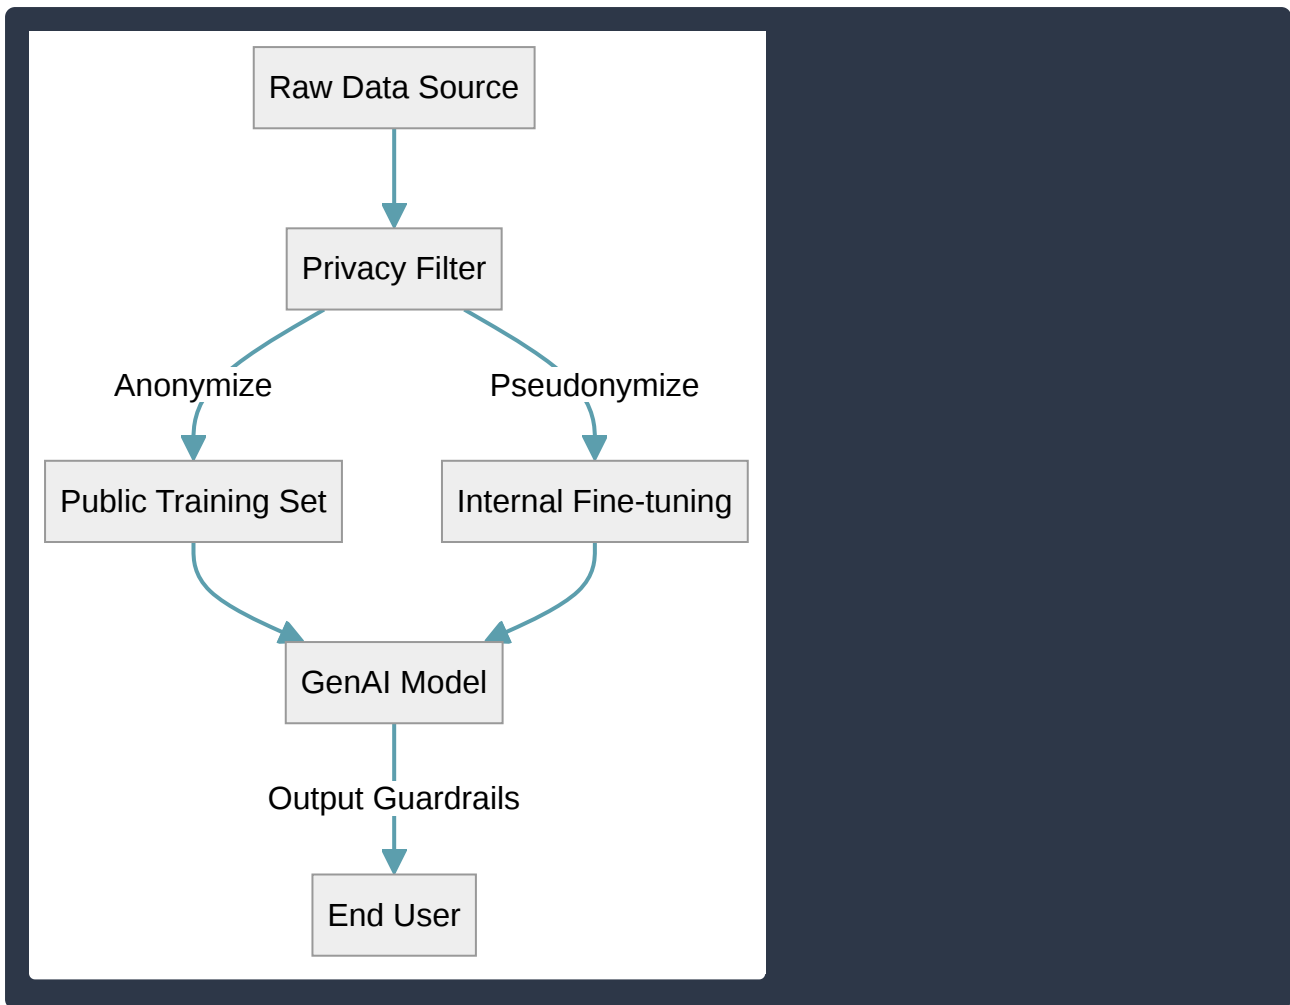 Raw Data Source
Privacy Filter
Anonymize
Pseudonymize
Public Training Set
Internal Fine-tuning
GenAI Model
Output Guardrails
End User